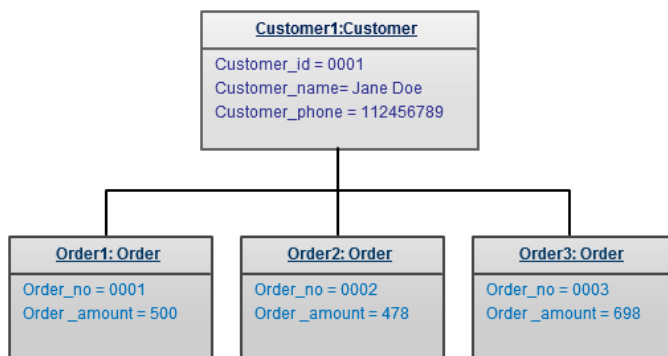 Customer1:Customer
Customer_id = 0001
Customer_name= Jane Doe
Customer_phone = 112456789
Order1: Order
Order_no = 0001
Order _amount = 500
Order2: Order
Order_no = 0002
Order _amount = 478
Order3: Order
Order_no = 0003
Order _amount = 698